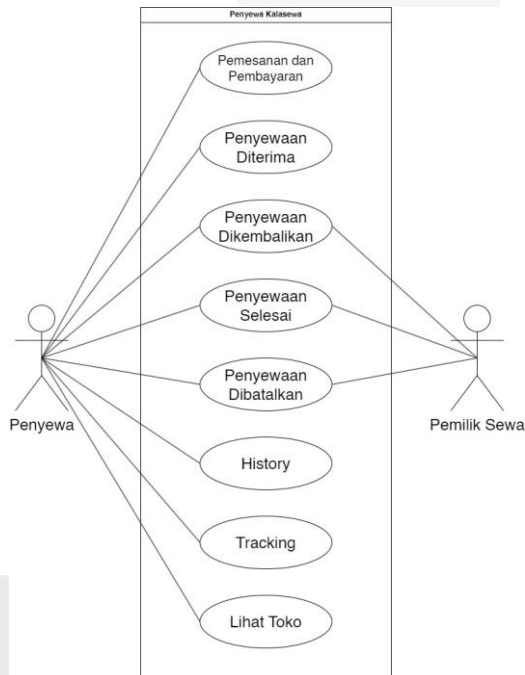 Penyewa Kalasewa
Pemesanan dan
Pembayaran
Penyewaan
Diterima
Penyewaan
Dikembalikan
Penyewaan
Selesai
Penyewaan
Dibatalkan
Penyewa
Pemilik Sewa
History
Tracking
Lihat Toko